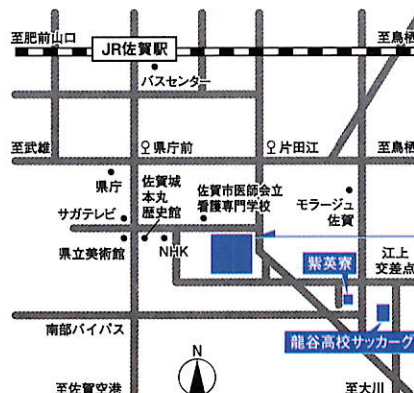 至肥前山口
JR佐賀駅
至鳥栖
バスセンター
至武雄
県庁前
片田江
至鳥栖
県庁
佐賀城
本丸
歴史館
佐賀市医師会立
看護専門学校
モラージュ
佐賀
サガテレビ
県立美術館
NHK
紫英寮
江上
交差点
南部バイパス
龍谷高校サッカーグ
N
至佐賀空港
至大川